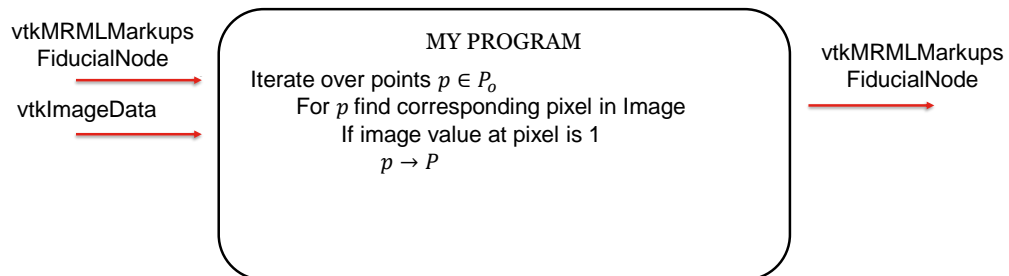 vtkMRMLMarkups
FiducialNode
vtkImageData
MY PROGRAM
Iterate over points 𝑝 ∈ 𝑃ₒ
For 𝑝 find corresponding pixel in Image
If image value at pixel is 1
𝑝 → 𝑃
vtkMRMLMarkups
FiducialNode